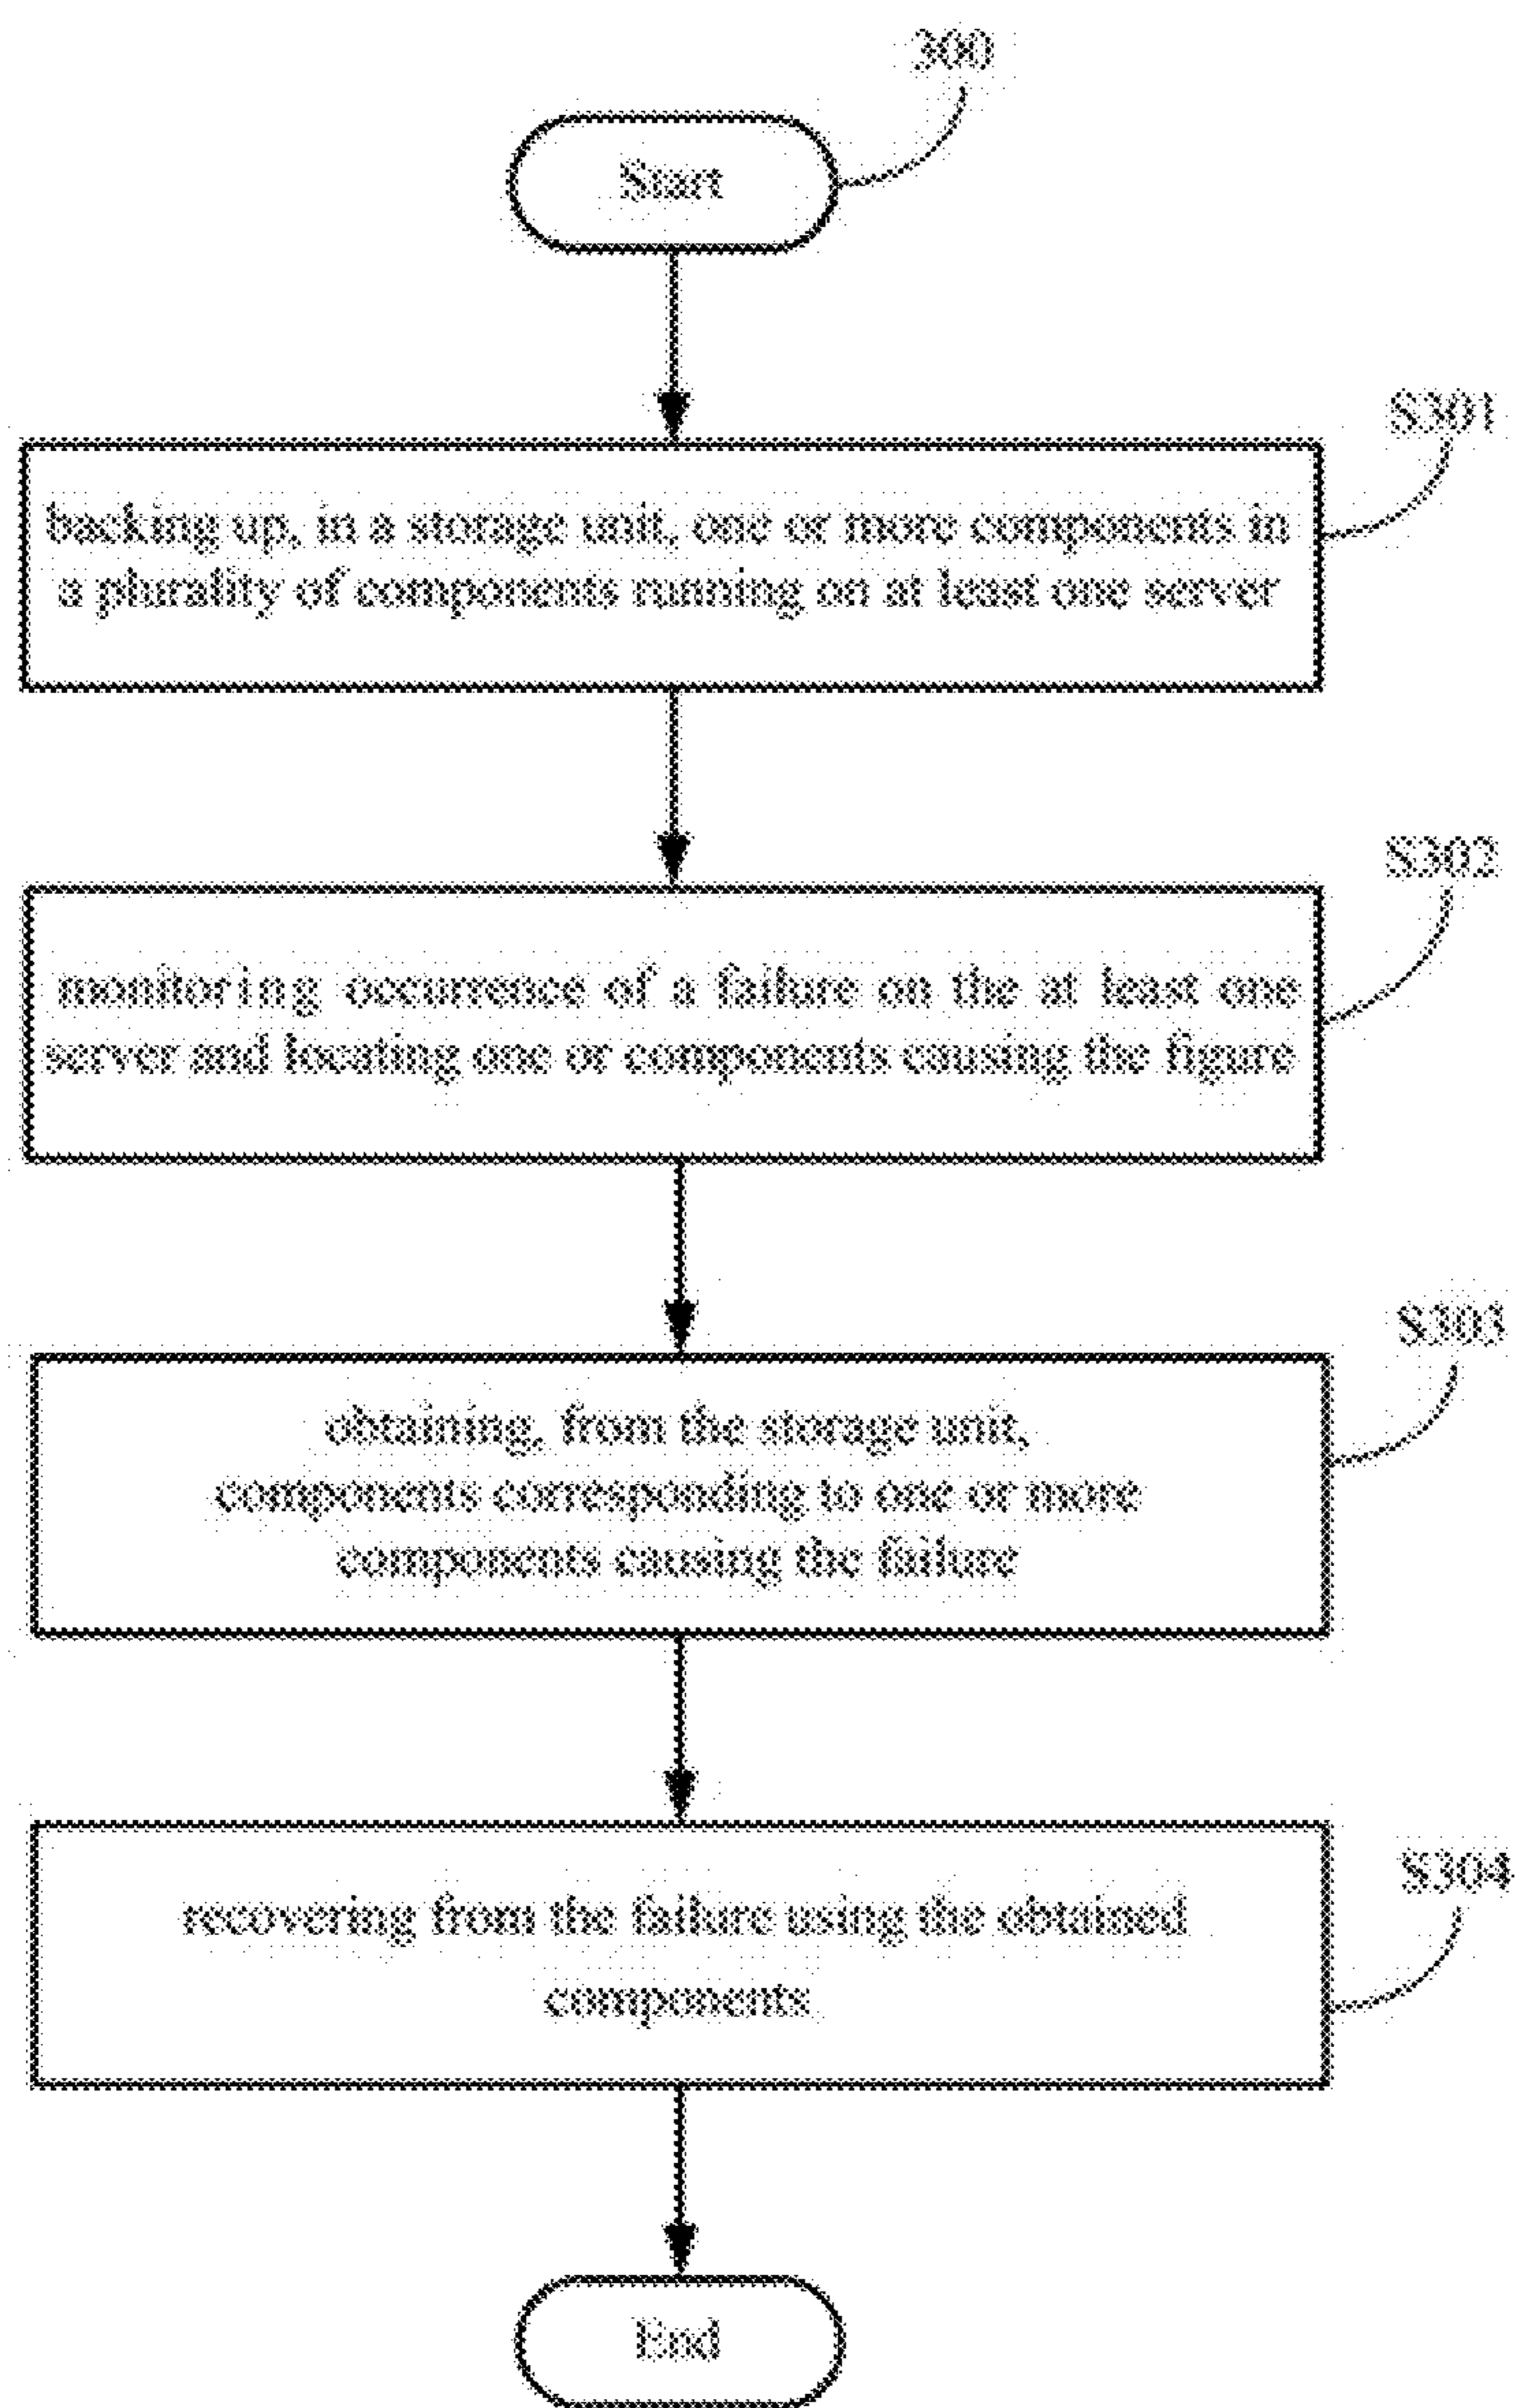 300
Start
S301
backing up, in a storage unit, one or more components in
a plurality of components running on at least one server
S302
monitoring occurrence of a failure on the at least one
server and locating one or components causing the figure
S303
obtaining, from the storage unit,
components corresponding to one or more
components causing the failure
S304
recovering from the failure using the obtained
components
End